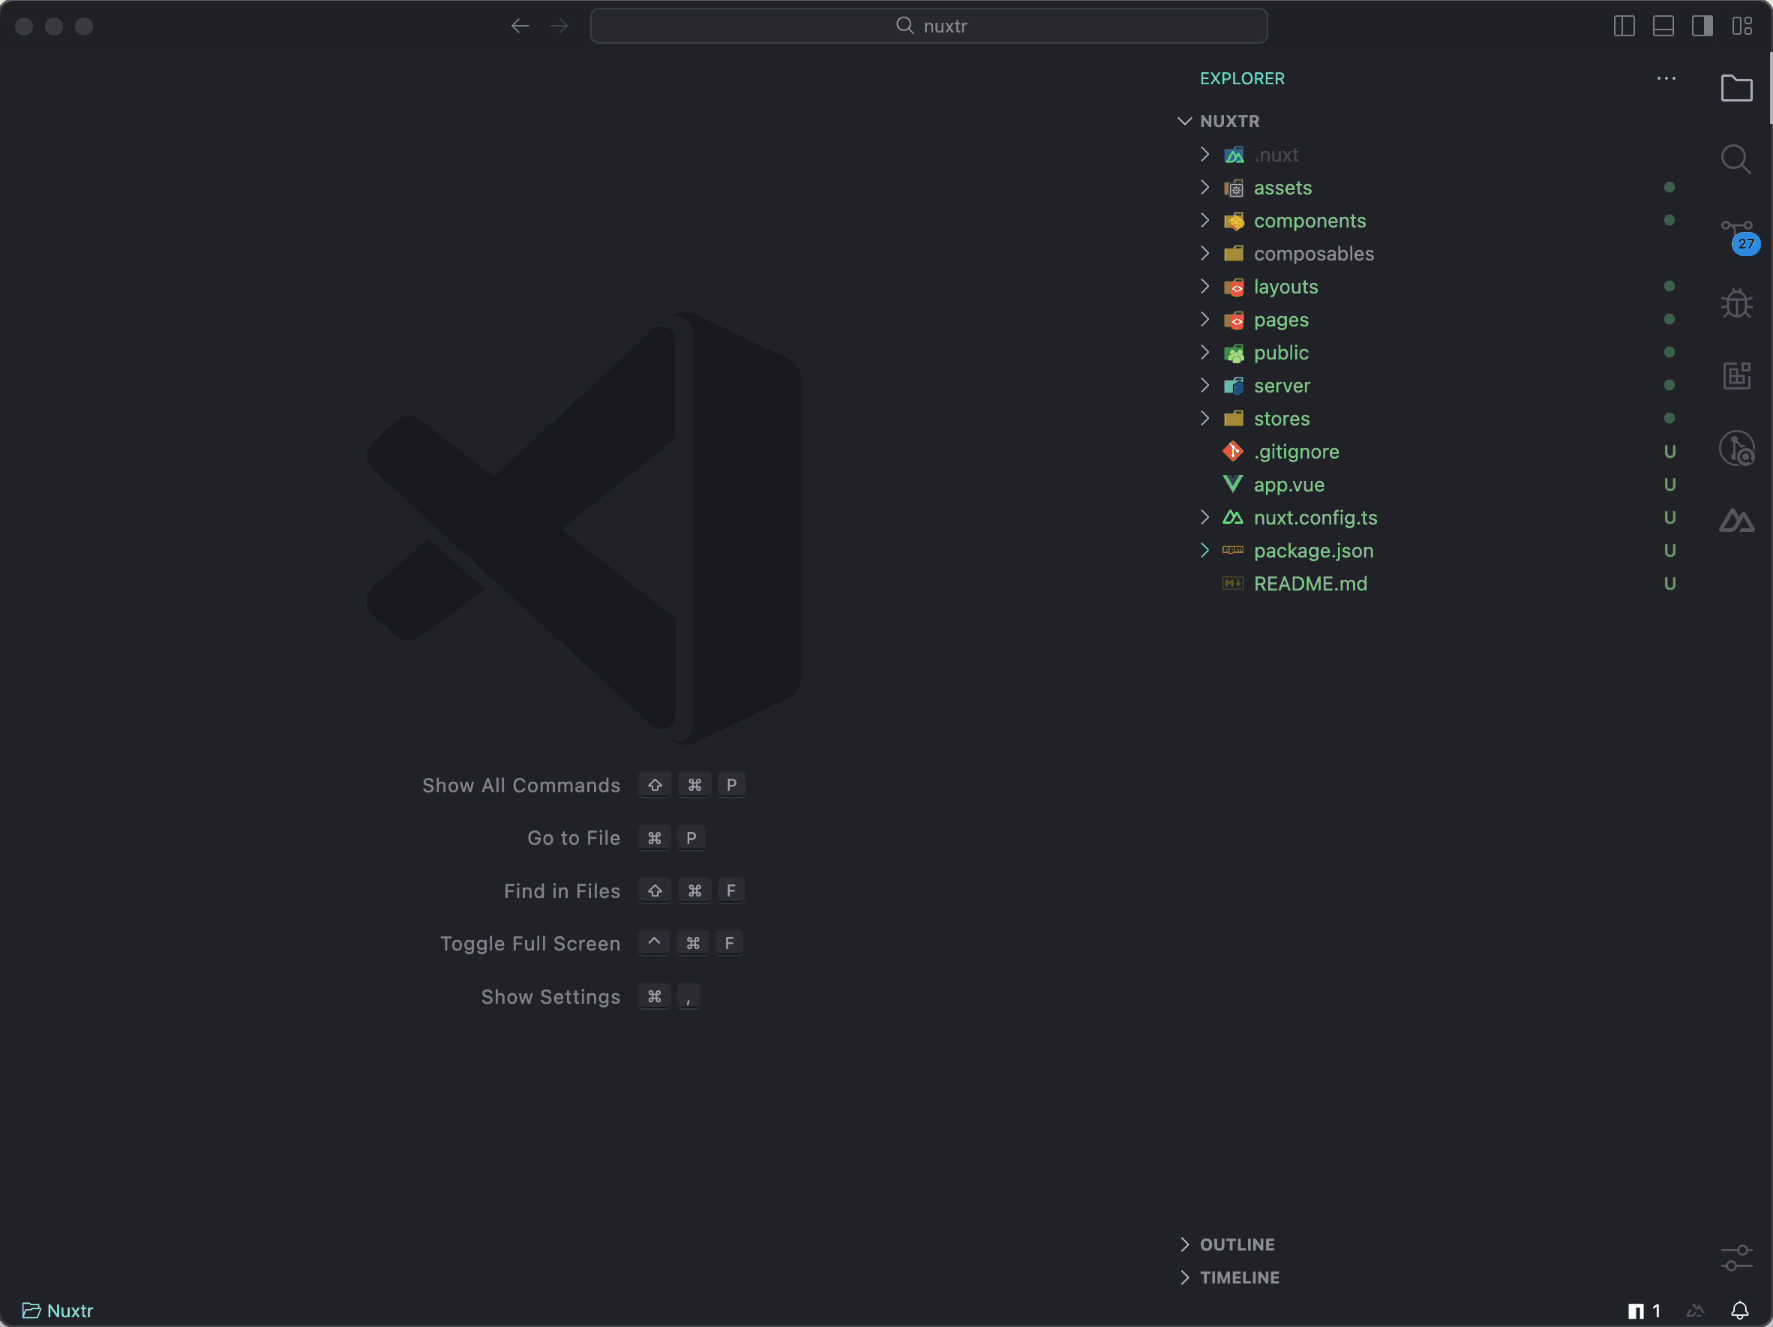 nuxtr
EXPLORER
NUXTR
.nuxt
assets
components
27
composables
layouts
pages
public
server
stores
.gitignore U
app.vue U
nuxt.config.ts U
package.json U
README.md U
Show All Commands ⇧ ⌘ P
Go to File ⌘ P
Find in Files ⇧ ⌘ F
Toggle Full Screen ^ ⌘ F
Show Settings ⌘ ,
OUTLINE
TIMELINE
Nuxtr
1